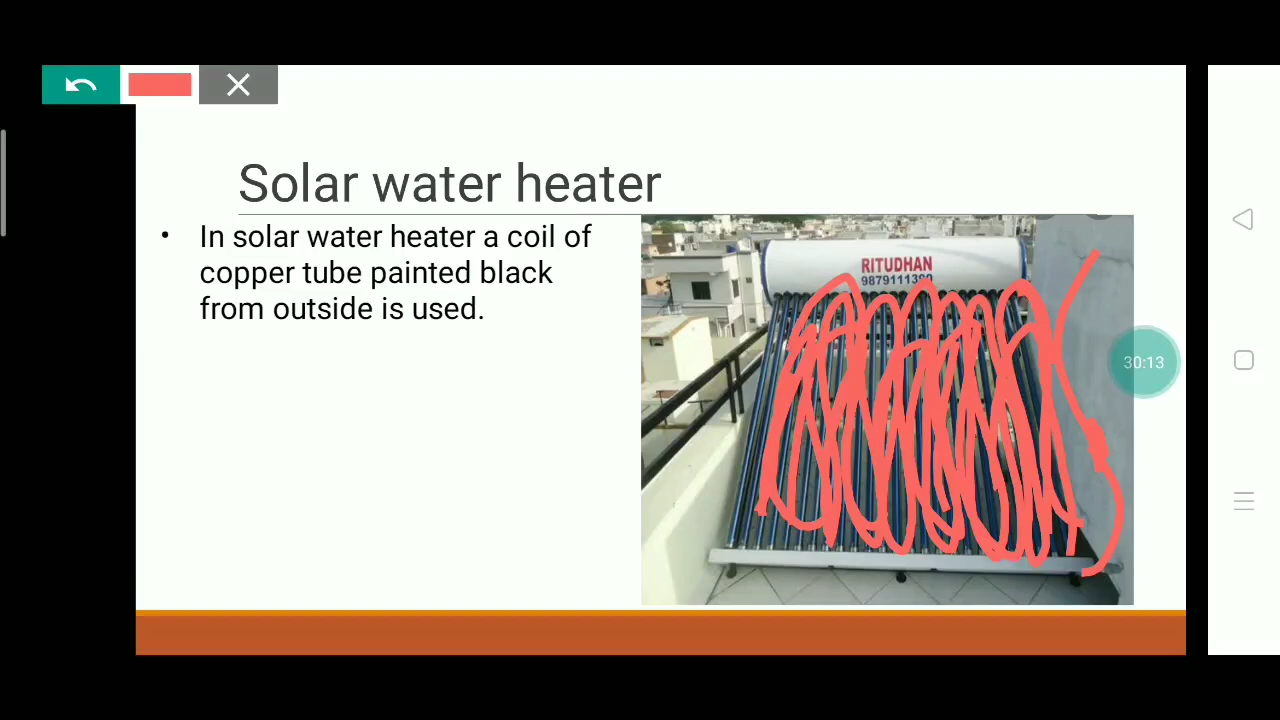 Solar water heater
• In solar water heater a coil of
copper tube painted black
from outside is used.
RITUDHAN
9879111390
30:13